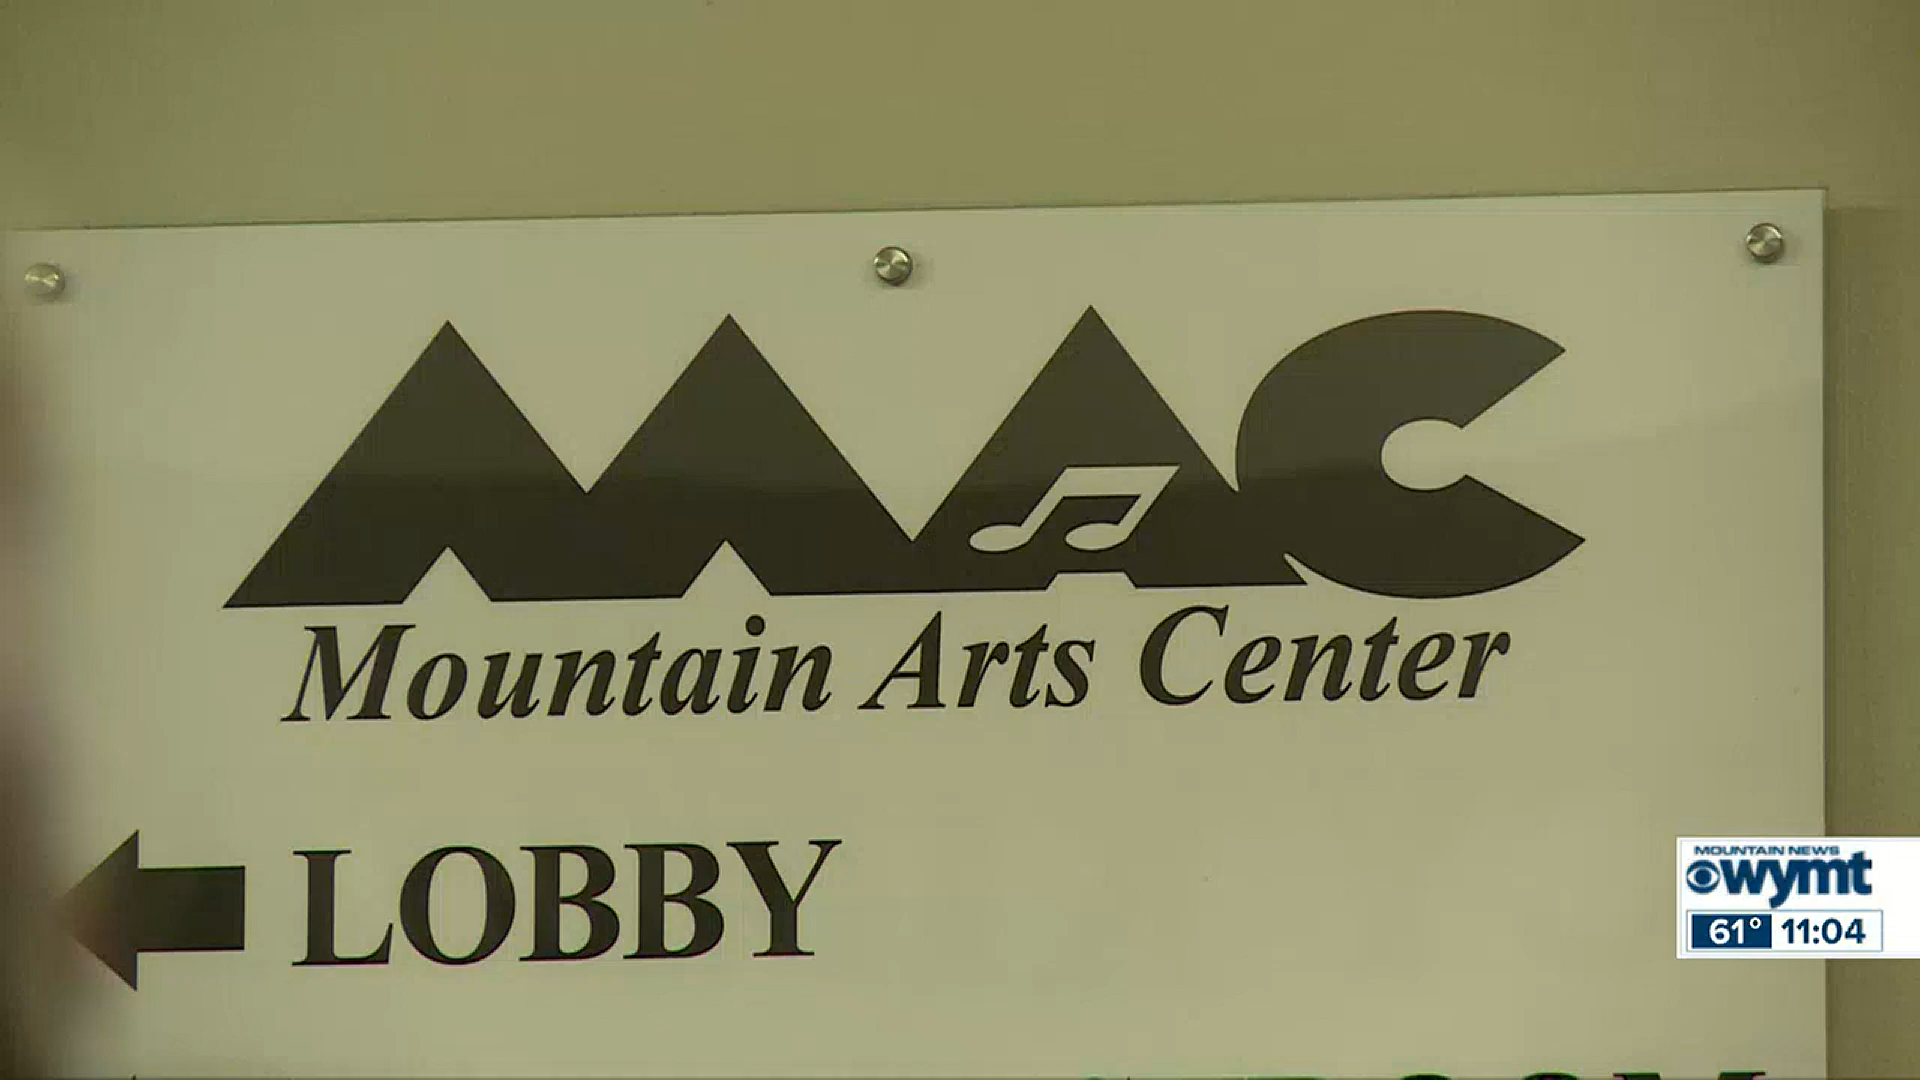 MAC
Mountain Arts Center
LOBBY
MOUNTAIN NEWS
wymt
61° 11:04